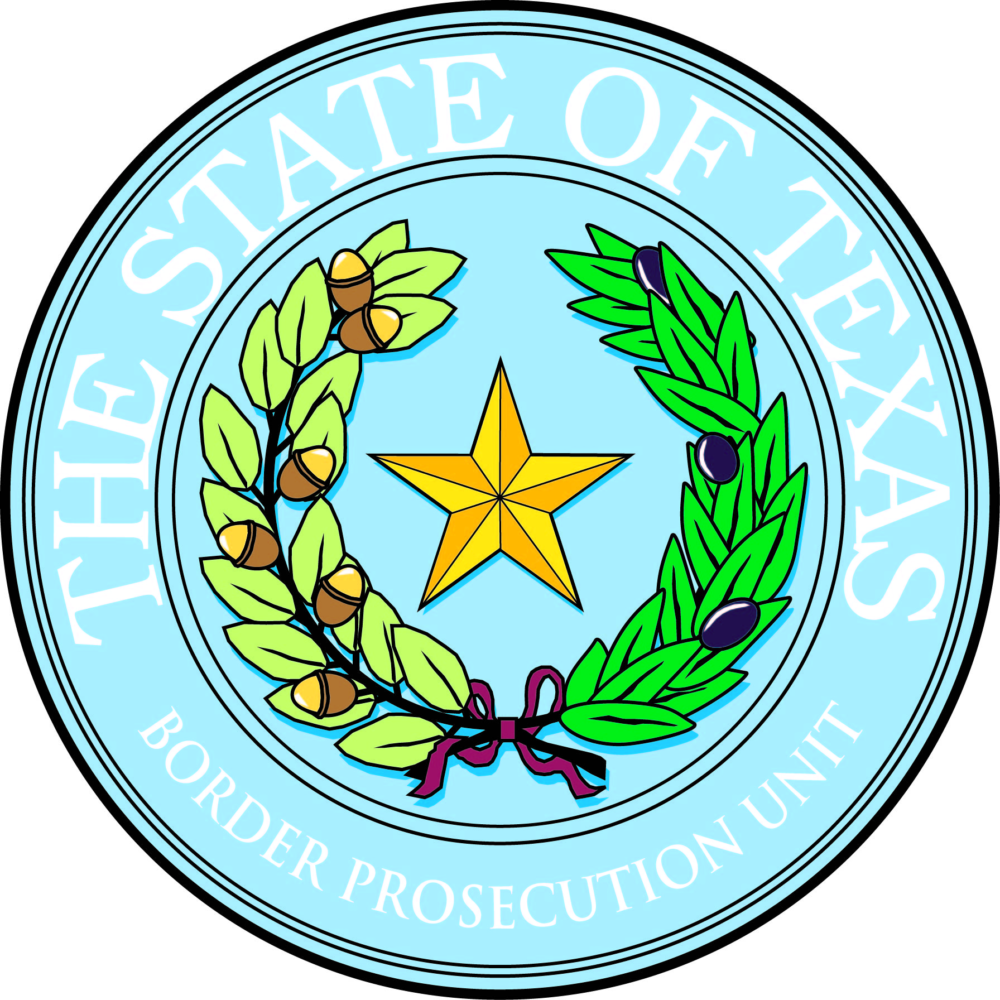 THE STATE OF TEXAS
BORDER PROSECUTION UNIT